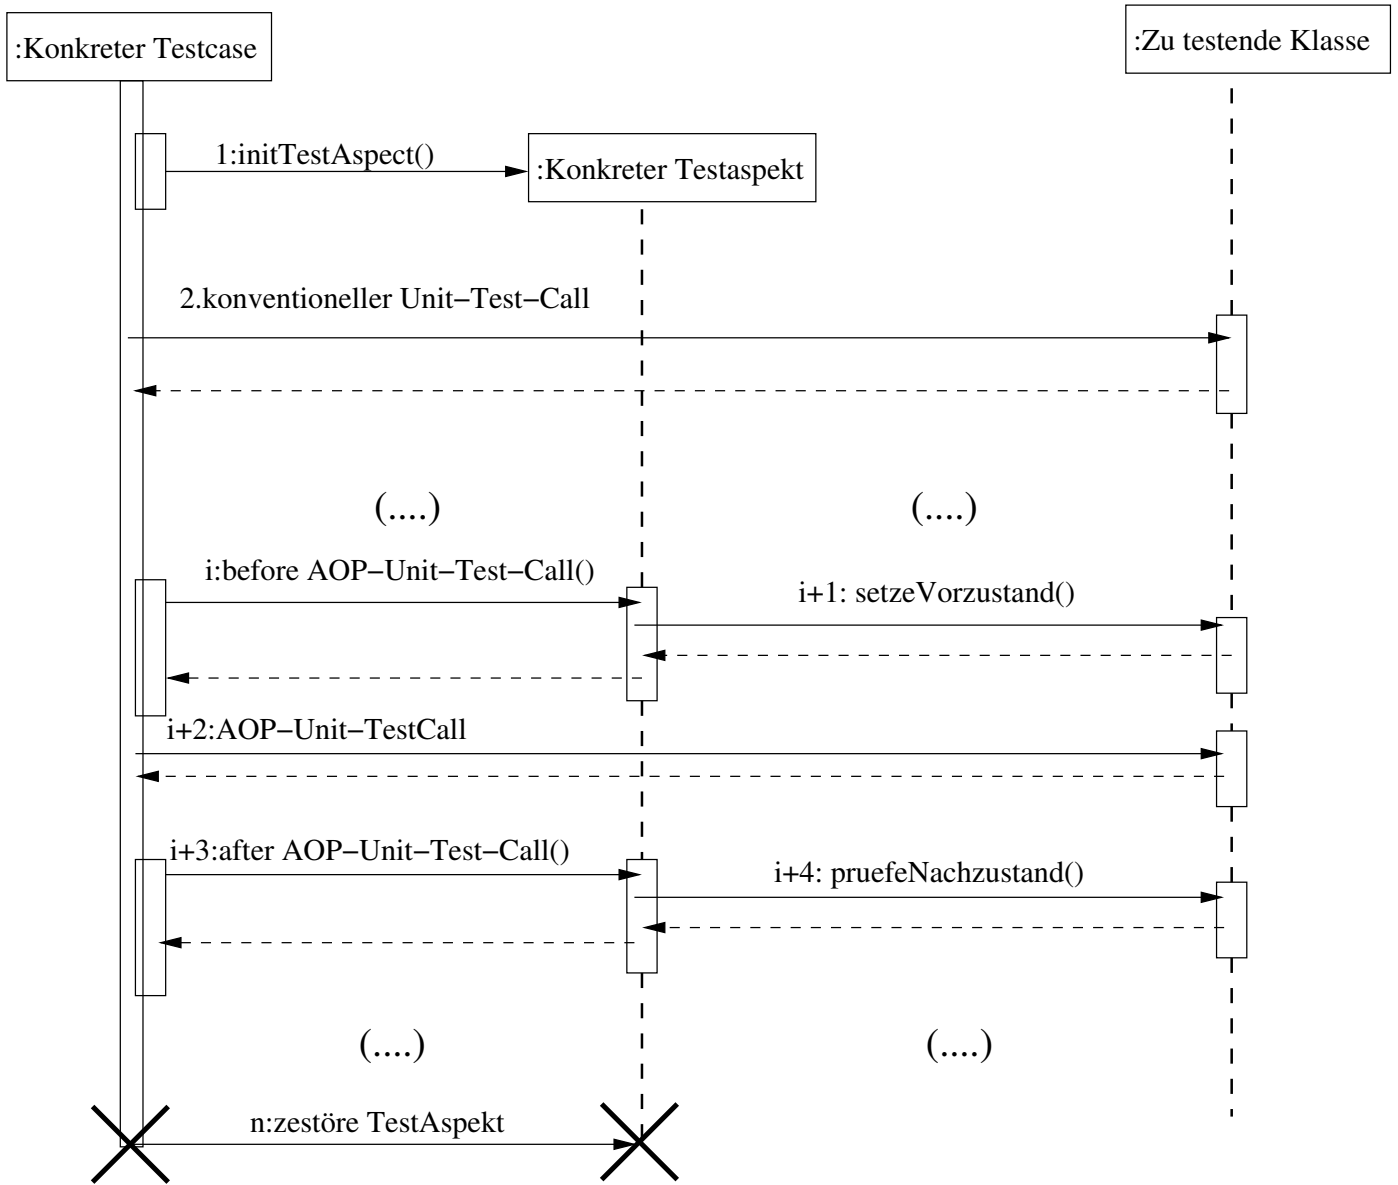 :Konkreter Testcase
:Zu testende Klasse
1:initTestAspect()
:Konkreter Testaspekt
2.konventioneller Unit−Test−Call
(....)
(....)
i:before AOP−Unit−Test−Call()
i+1: setzeVorzustand()
i+2:AOP−Unit−TestCall
i+3:after AOP−Unit−Test−Call()
i+4: pruefeNachzustand()
(....)
(....)
n:zestöre TestAspekt